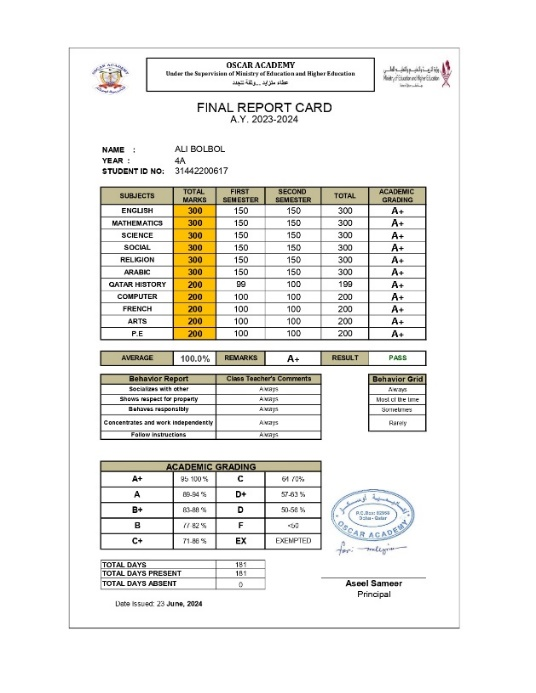 OSCAR ACADEMY
OSCAR ACADEMY
Under the Supervision of Ministry of Education and Higher Education
Ministry of Education and Higher Education
FINAL REPORT CARD
A.Y. 2023-2024
NAME : ALI BOLBOL
YEAR : 4A
STUDENT ID NO: 31442200617
SUBJECTS TOTAL MARKS FIRST SEMESTER SECOND SEMESTER TOTAL ACADEMIC GRADING
ENGLISH 300 150 150 300 A+
MATHEMATICS 300 150 150 300 A+
SCIENCE 300 150 150 300 A+
SOCIAL 300 150 150 300 A+
RELIGION 300 150 150 300 A+
ARABIC 300 150 150 300 A+
QATAR HISTORY 200 99 100 199 A+
COMPUTER 200 100 100 200 A+
FRENCH 200 100 100 200 A+
ARTS 200 100 100 200 A+
P.E 200 100 100 200 A+
AVERAGE 100.0% REMARKS A+ RESULT PASS
Behavior Report Class Teacher's Comments Behavior Grid
Socializes with other Always Always
Shows respect for property Always Most of the time
Behaves responsibly Always Sometimes
Concentrates and work independently Always Rarely
Follow instructions Always
ACADEMIC GRADING
A+ 95-100 % C 64-70%
A 89-94 % D+ 57-63 %
B+ 83-88 % D 50-56 %
B 77-82 % F <50
C+ 71-86 % EX EXEMPTED
OSCAR ACADEMY
TOTAL DAYS 181
TOTAL DAYS PRESENT 181
TOTAL DAYS ABSENT 0
Aseel Sameer
Principal
Date Issued: 23 June, 2024